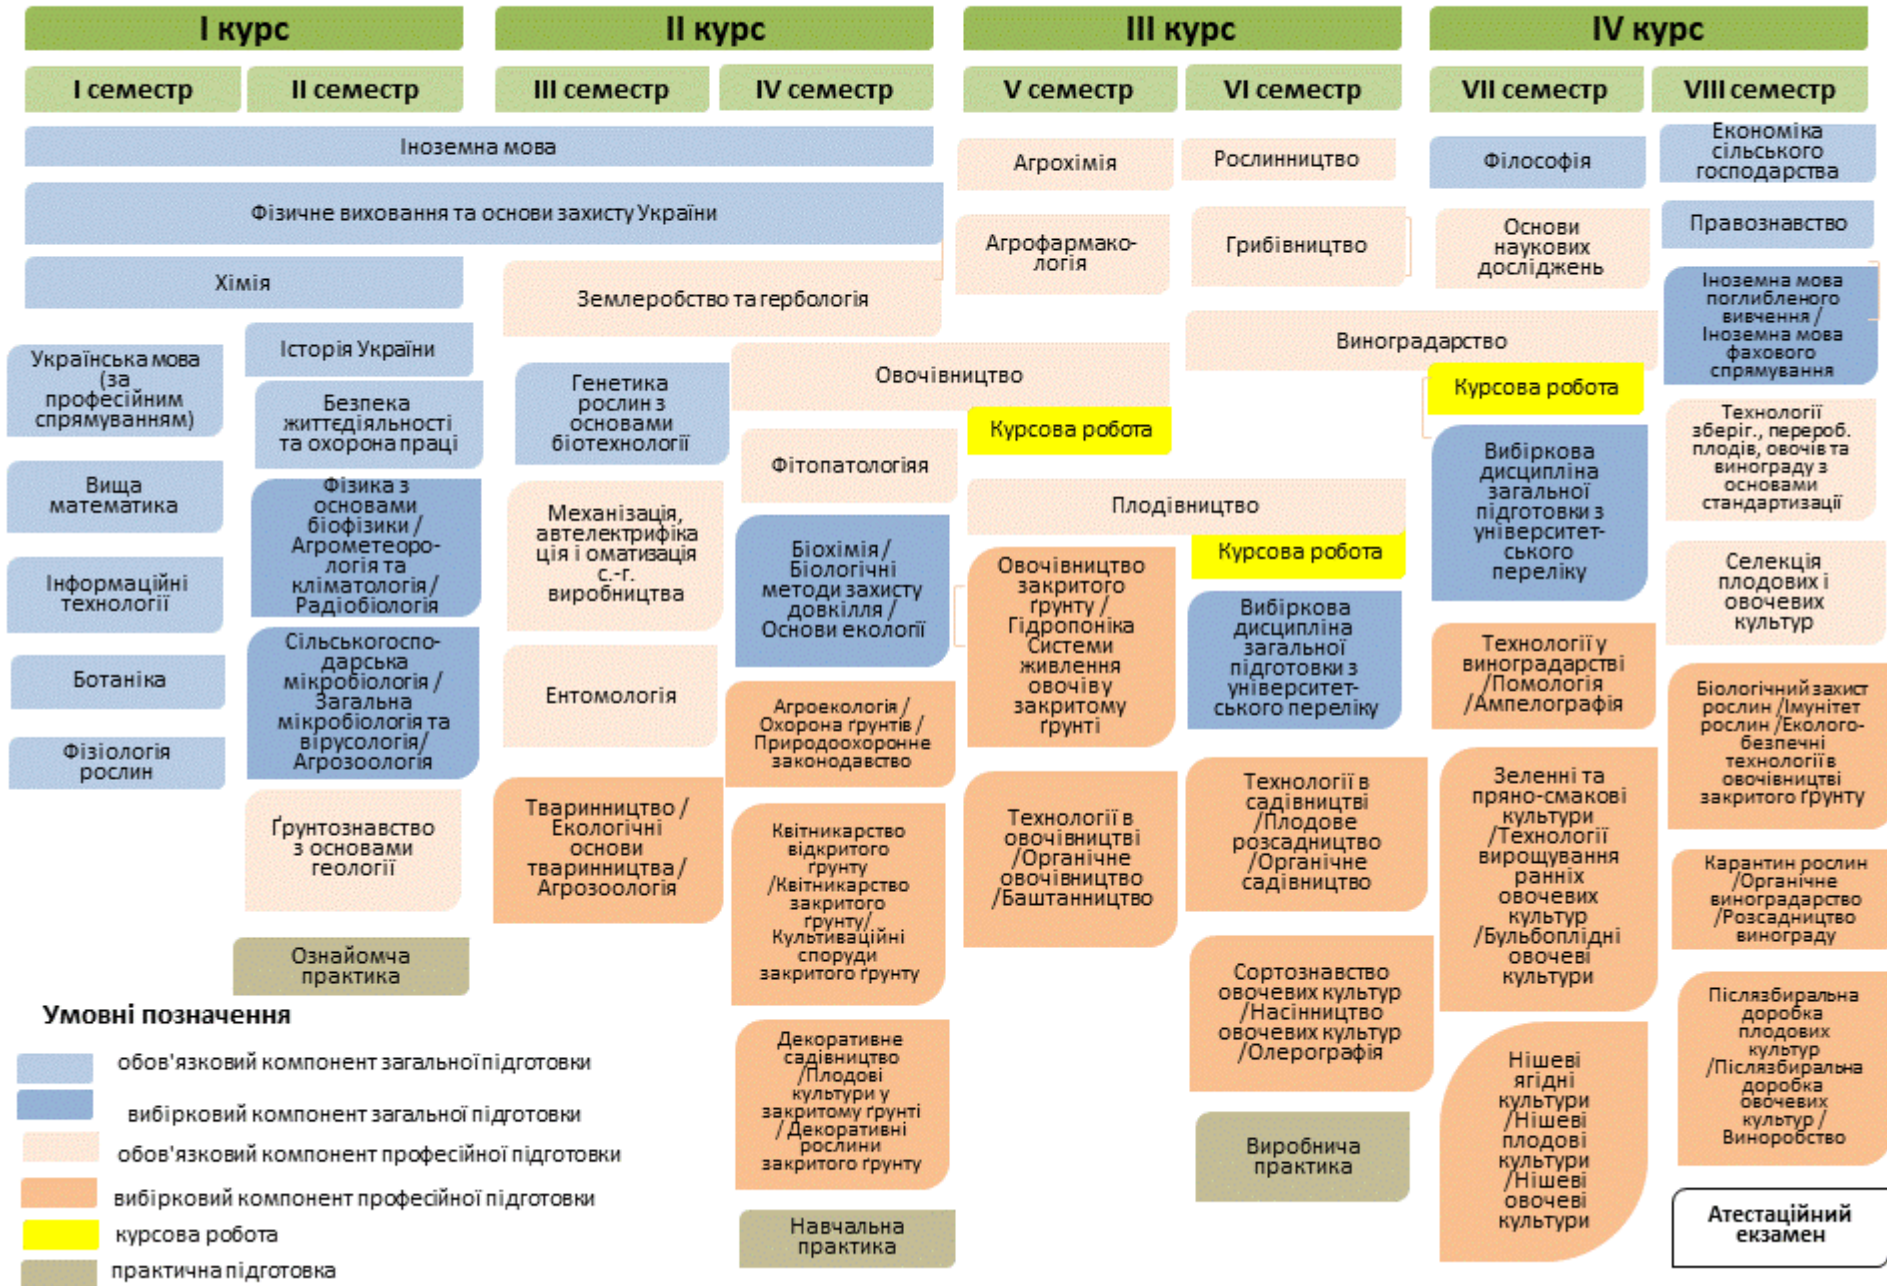 І курс
ІІ курс
ІІІ курс
IV курс
І семестр
ІІ семестр
ІІІ семестр
IV семестр
V семестр
VI семестр
VII семестр
VIII семестр
Іноземна мова
Фізичне виховання та основи захисту України
Хімія
Українська мова
(за
професійним
спрямуванням)
Вища
математика
Інформаційні
технології
Ботаніка
Фізіологія
рослин
Історія України
Безпека
життєдіяльності
та охорона праці
Фізика з
основами
біофізики /
Агрометеоро-
логія та
кліматологія /
Радіобіологія
Сільськогоспо-
дарська
мікробіологія /
Загальна
мікробіологія та
вірусологія/
Агрозоологія
Ґрунтознавство
з основами
геології
Ознайомча
практика
Землеробство та гербологія
Генетика
рослин з
основами
біотехнології
Механізація,
автелектрифіка
ція і оматизація
с.-г.
виробництва
Ентомологія
Тваринництво /
Екологічні
основи
тваринництва /
Агрозоологія
Овочівництво
Фітопатологіяя
Біохімія /
Біологічні
методи захисту
довкілля /
Основи екології
Агроекологія /
Охорона ґрунтів /
Природоохоронне
законодавство
Квітникарство
відкритого
ґрунту
/Квітникарство
закритого
ґрунту/
Культиваційні
споруди
закритого ґрунту
Декоративне
садівництво
/Плодові
культури у
закритому ґрунті
/ Декоративні
рослини
закритого ґрунту
Навчальна
практика
Агрохімія
Агрофармако-
логія
Курсова робота
Плодівництво
Овочівництво
закритого
ґрунту /
Гідропоніка
Системи
живлення
овочів у
закритому
ґрунті
Технології в
овочівництві
/Органічне
овочівництво
/Баштанництво
Рослинництво
Грибівництво
Виноградарство
Курсова робота
Вибіркова
дисципліна
загальної
підготовки з
університет-
ського переліку
Технології в
садівництві
/Плодове
розсадництво
/Органічне
садівництво
Сортознавство
овочевих культур
/Насінництво
овочевих культур
/Олерографія
Виробнича
практика
Філософія
Основи
наукових
досліджень
Курсова робота
Вибіркова
дисципліна
загальної
підготовки з
університет-
ського
переліку
Технології у
виноградарстві
/Помологія
/Ампелографія
Зеленні та
пряно-смакові
культури
/Технології
вирощування
ранніх
овочевих
культур
/Бульбоплідні
овочеві
культури
Нішеві
ягідні
культури
/Нішеві
плодові
культури
/Нішеві
овочеві
культури
Економіка
сільського
господарства
Правознавство
Іноземна мова
поглибленого
вивчення /
Іноземна мова
фахового
спрямування
Технології
зберіг., перероб.
плодів, овочів та
винограду з
основами
стандартизації
Селекція
плодових і
овочевих
культур
Біологічний захист
рослин /Імунітет
рослин /Еколого-
безпечні
технології в
овочівництві
закритого ґрунту
Карантин рослин
/Органічне
виноградарство
/Розсадництво
винограду
Післязбиральна
доробка
плодових
культур
/Післязбиральна
доробка
овочевих
культур /
Виноробство
Атестаційний
екзамен
Умовні позначення
обов'язковий компонент загальної підготовки
вибірковий компонент загальної підготовки
обов'язковий компонент професійної підготовки
вибірковий компонент професійної підготовки
курсова робота
практична підготовка